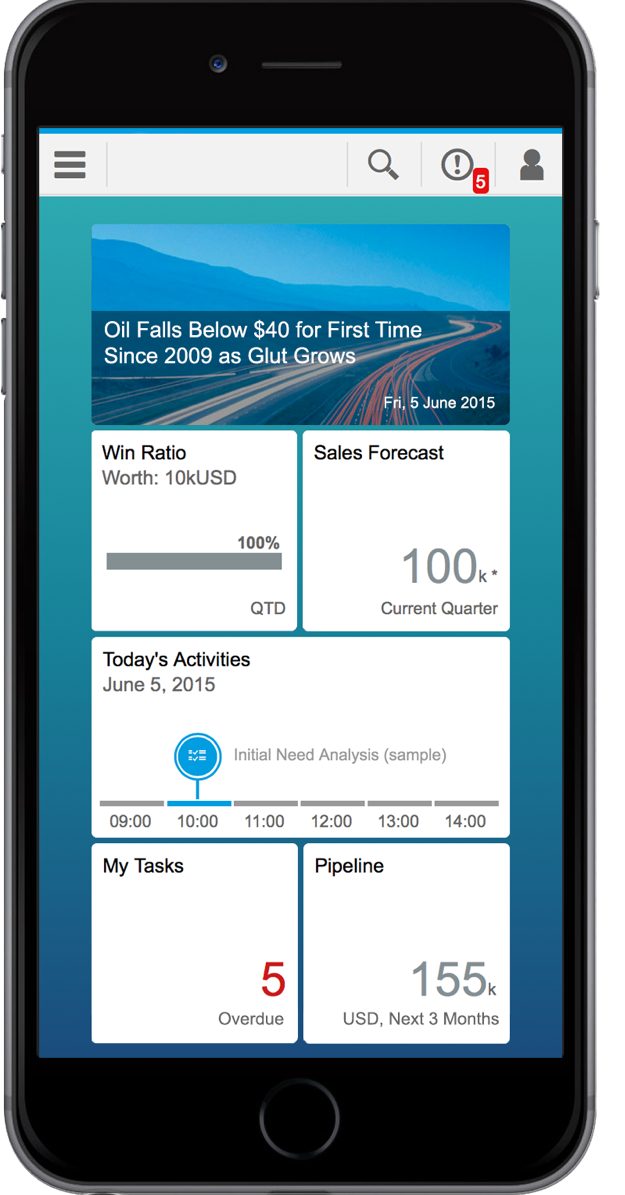 5
Oil Falls Below $40 for First Time
Since 2009 as Glut Grows
Fri, 5 June 2015
Win Ratio
Worth: 10kUSD
100%
QTD
Sales Forecast
100k *
Current Quarter
Today's Activities
June 5, 2015
Initial Need Analysis (sample)
09:00 10:00 11:00 12:00 13:00 14:00
My Tasks
5
Overdue
Pipeline
155k
USD, Next 3 Months